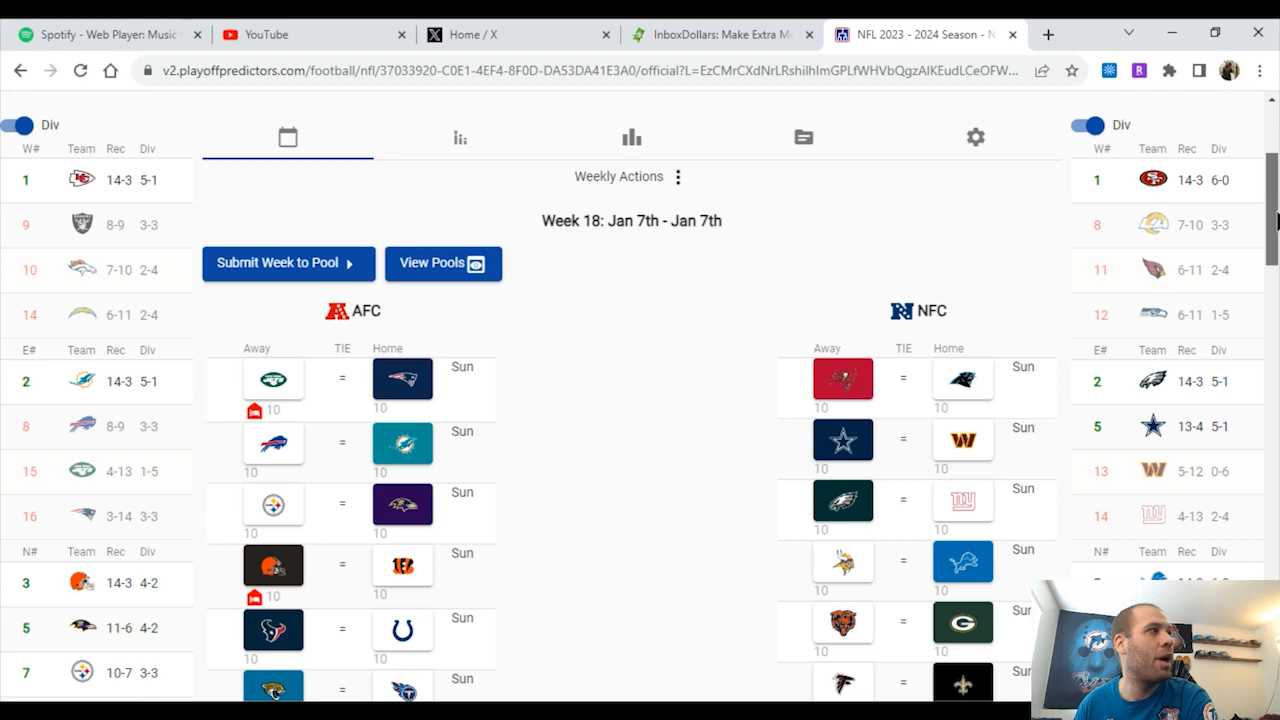 Spotify - Web Player: Music
YouTube
Home / X
InboxDollars: Make Extra Mo
NFL 2023 - 2024 Season - N
v2.playoffpredictors.com/football/nfl/37033920-C0E1-4EF4-8F0D-DA53DA41E3A0/official?L=EzCMrCXdNrLRshiIhImGPLfWHVbQgzAIKEudLCeOFW...
Div
W# Team Rec Div
1 14-3 5-1
9 8-9 3-3
10 7-10 2-4
14 6-11 2-4
E# Team Rec Div
2 14-3 5-1
8 8-9 3-3
15 4-13 1-5
16 3-14 3-3
N# Team Rec Div
3 14-3 4-2
5 11-6 4-2
7 10-7 3-3
Weekly Actions
Week 18: Jan 7th - Jan 7th
Submit Week to Pool
View Pools
AFC
Away TIE Home
= Sun
10 10
= Sun
10 10
= Sun
10 10
= Sun
10 10
= Sun
10 10
= Sun
NFC
Away TIE Home
= Sun
10 10
= Sun
10 10
= Sun
10 10
= Sun
10 10
=
10 10
=
Div
W# Team Rec Div
1 14-3 6-0
8 7-10 3-3
11 6-11 2-4
12 6-11 1-5
E# Team Rec Div
2 14-3 5-1
5 13-4 5-1
13 5-12 0-6
14 4-13 2-4
N# Team Rec Div